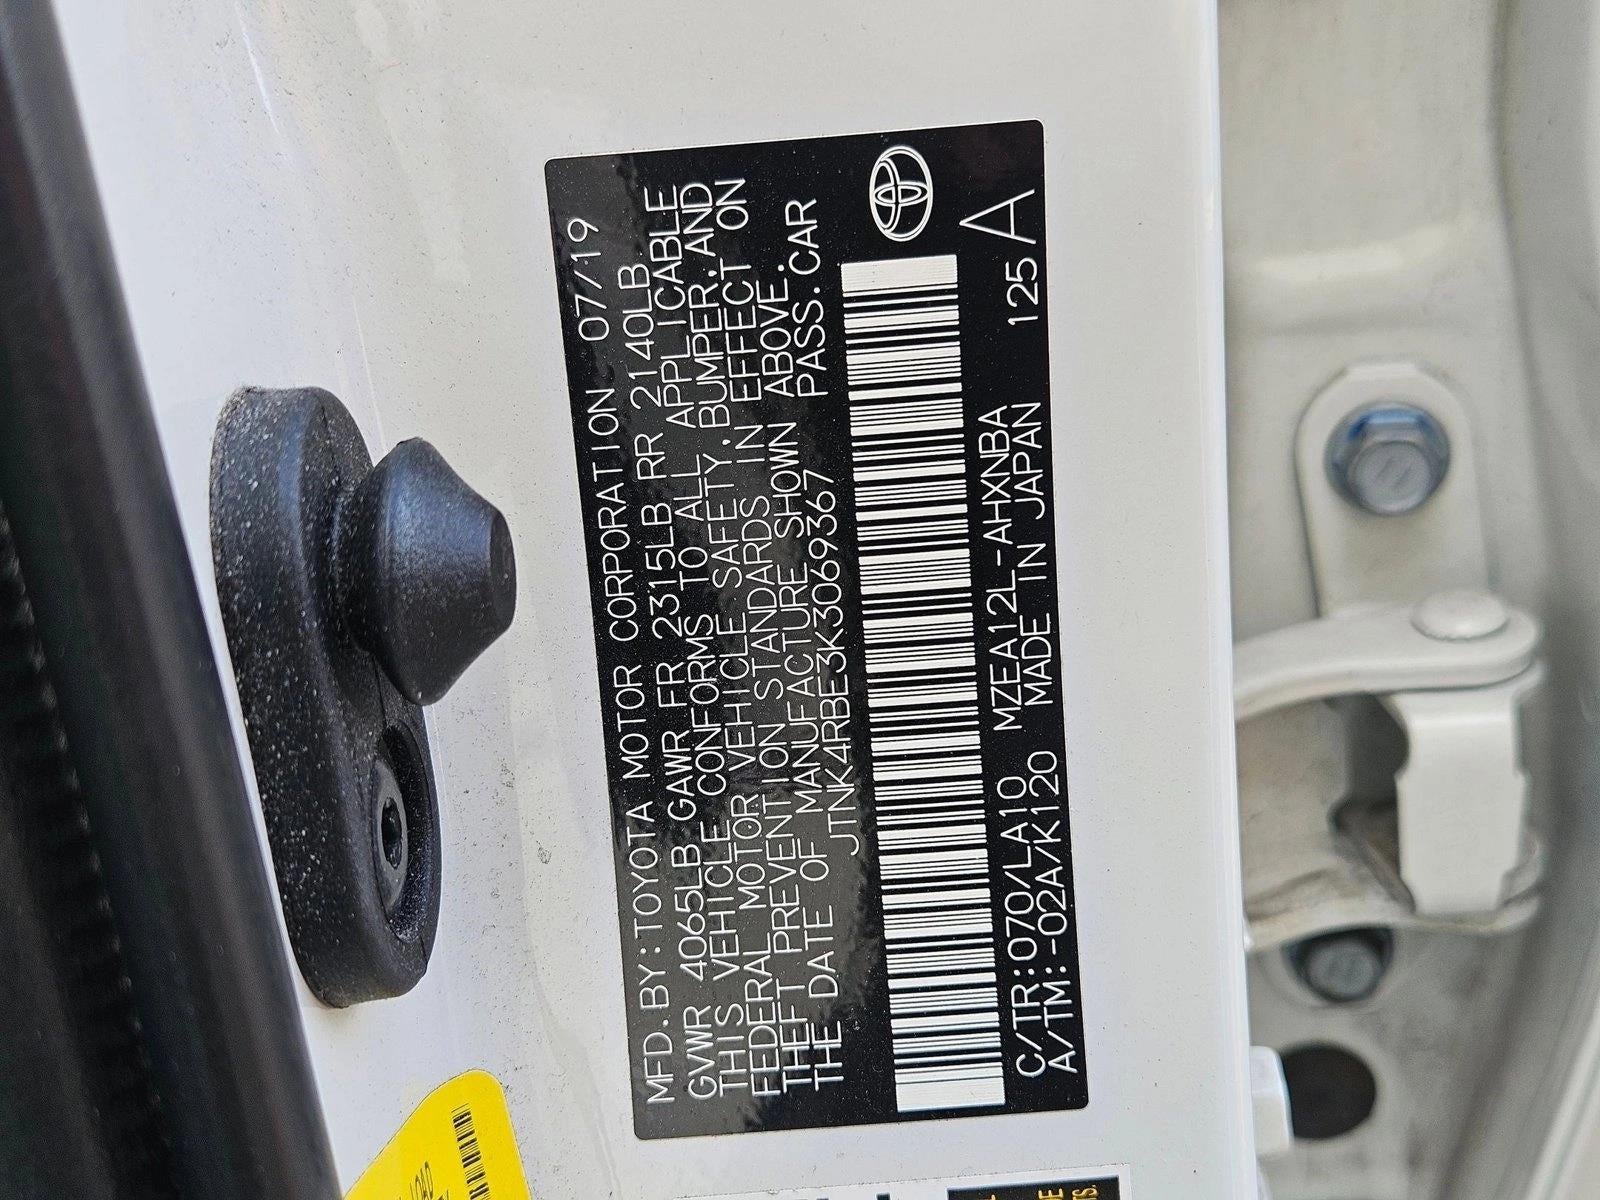 MFD.BY:TOYOTA MOTOR CORPORATION 07/19
GVWR 4065LB GAWR FR 2315LB RR 2140LB
THIS VEHICLE CONFORMS TO ALL APPLICABLE
FEDERAL MOTOR VEHICLE SAFETY,BUMPER,AND
THEFT PREVENTION STANDARDS IN EFFECT ON
THE DATE OF MANUFACTURE SHOWN ABOVE.
JTNK4RBE3K3069367 PASS.CAR
C/TR:070/LA10 MZEA12L-AHXNBA
A/TM:-02A/K120 MADE IN JAPAN 125 A
LOAD